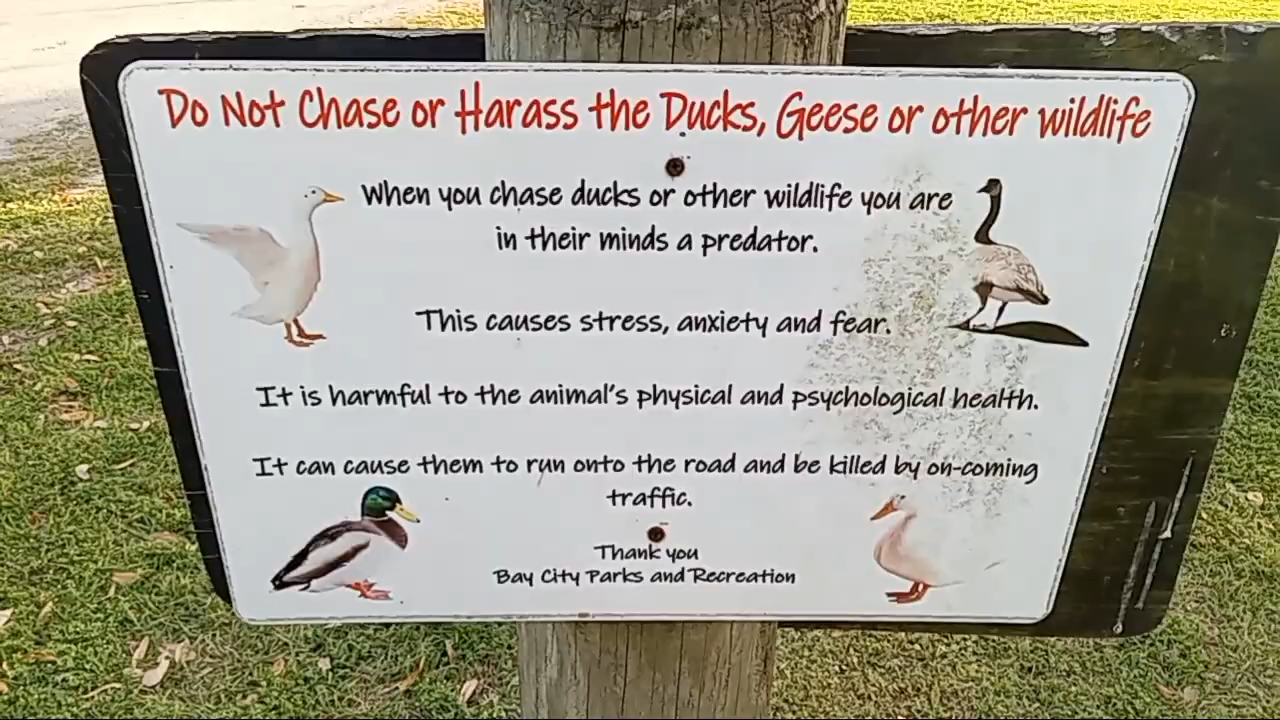 Do Not Chase or Harass the Ducks, Geese or other wildlife
When you chase ducks or other wildlife you are
in their minds a predator.
This causes stress, anxiety and fear.
It is harmful to the animal's physical and psychological health.
It can cause them to run onto the road and be killed by on-coming
traffic.
Thank you
Bay City Parks and Recreation